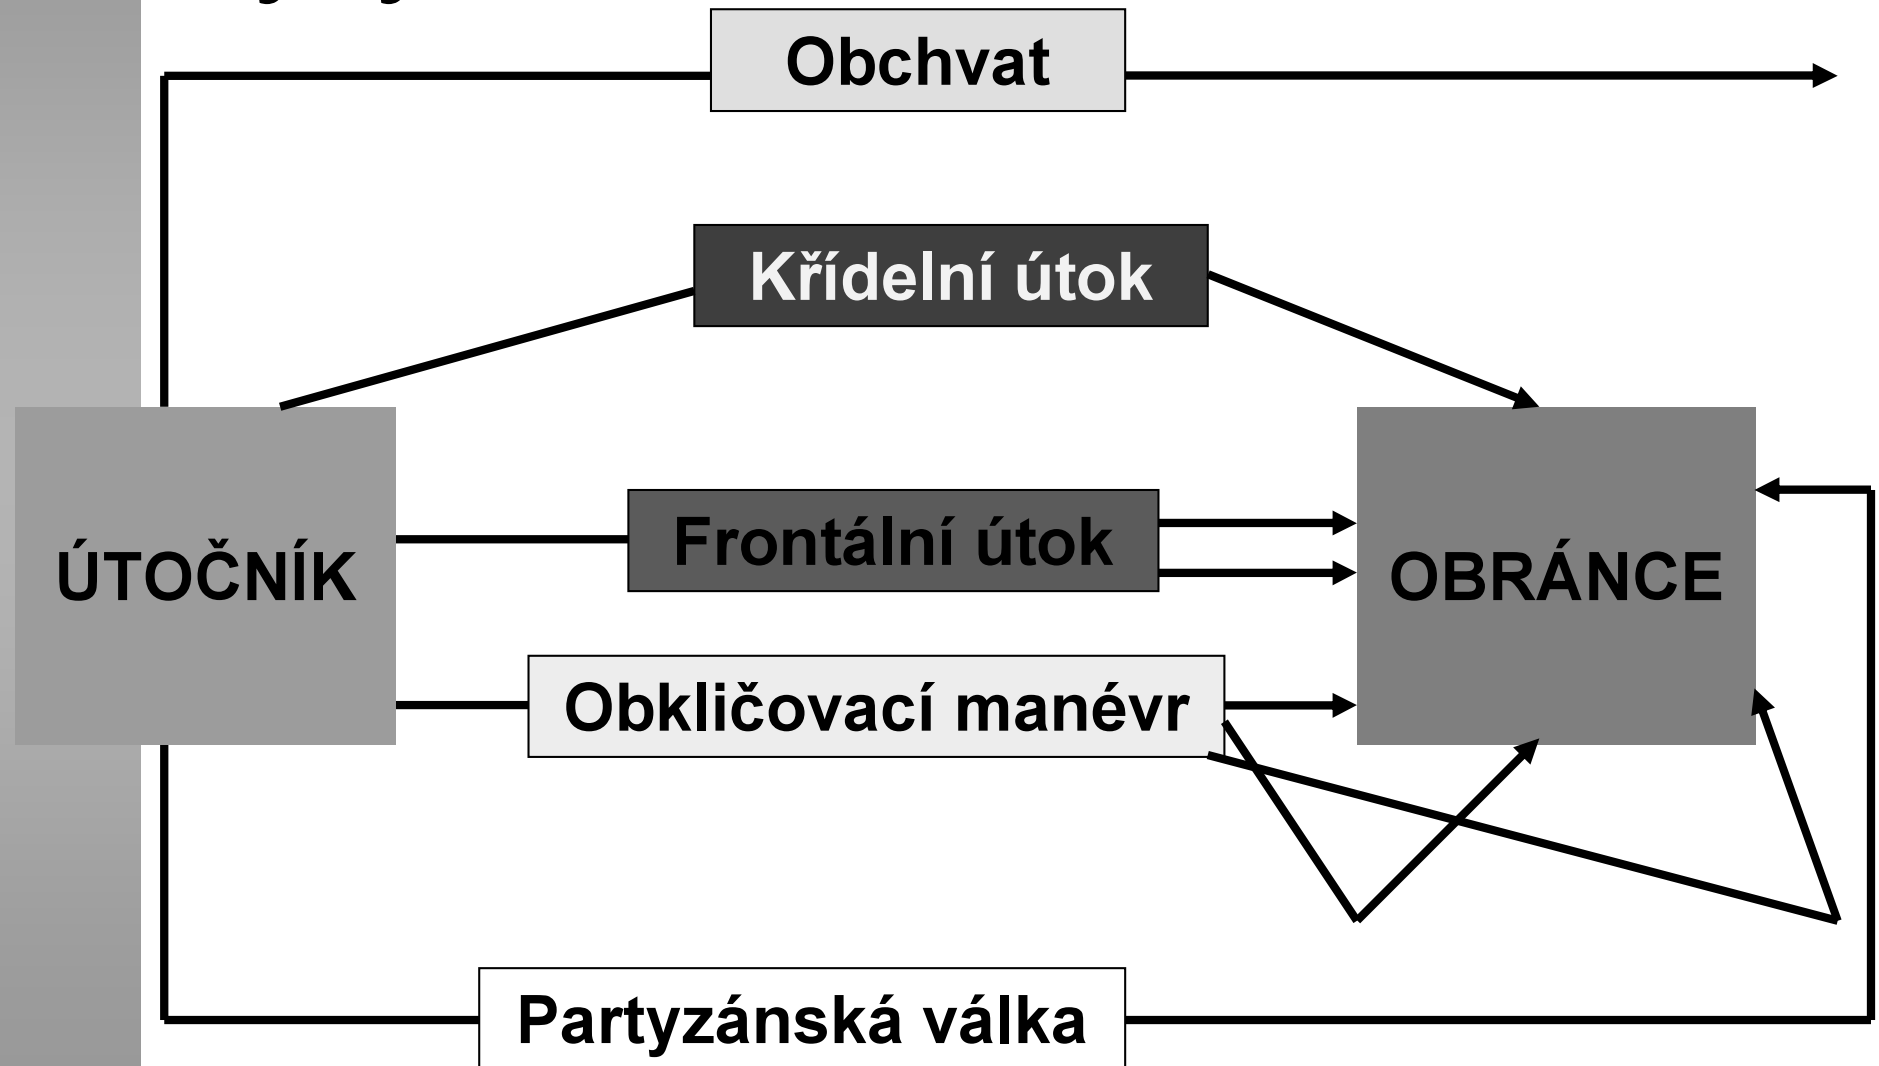 Obchvat
Křídelní útok
Frontální útok
ÚTOČNÍK
OBRÁNCE
Obkličovací manévr
Partyzánská válka